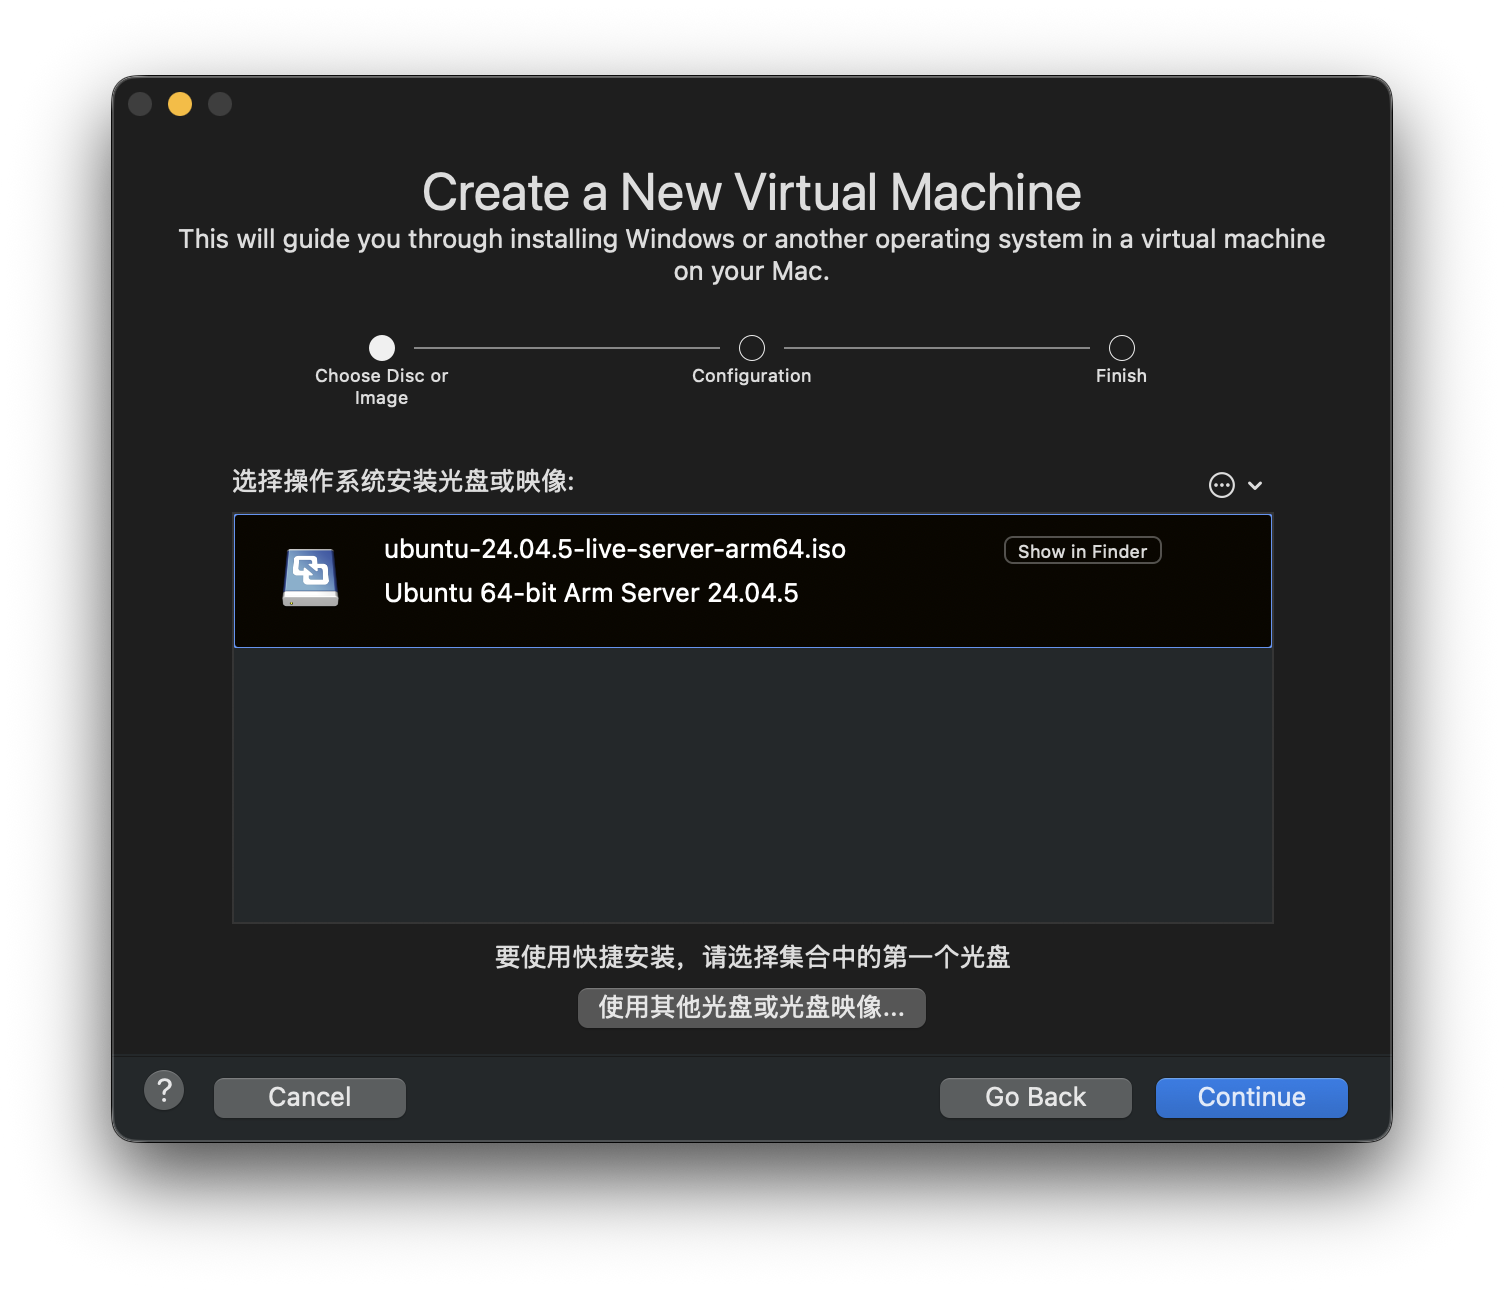 Create a New Virtual Machine
This will guide you through installing Windows or another operating system in a virtual machine
on your Mac.
Choose Disc or
Image
Configuration
Finish
选择操作系统安装光盘或映像:
ubuntu-24.04.5-live-server-arm64.iso
Show in Finder
Ubuntu 64-bit Arm Server 24.04.5
要使用快捷安装，请选择集合中的第一个光盘
使用其他光盘或光盘映像...
?
Cancel
Go Back
Continue